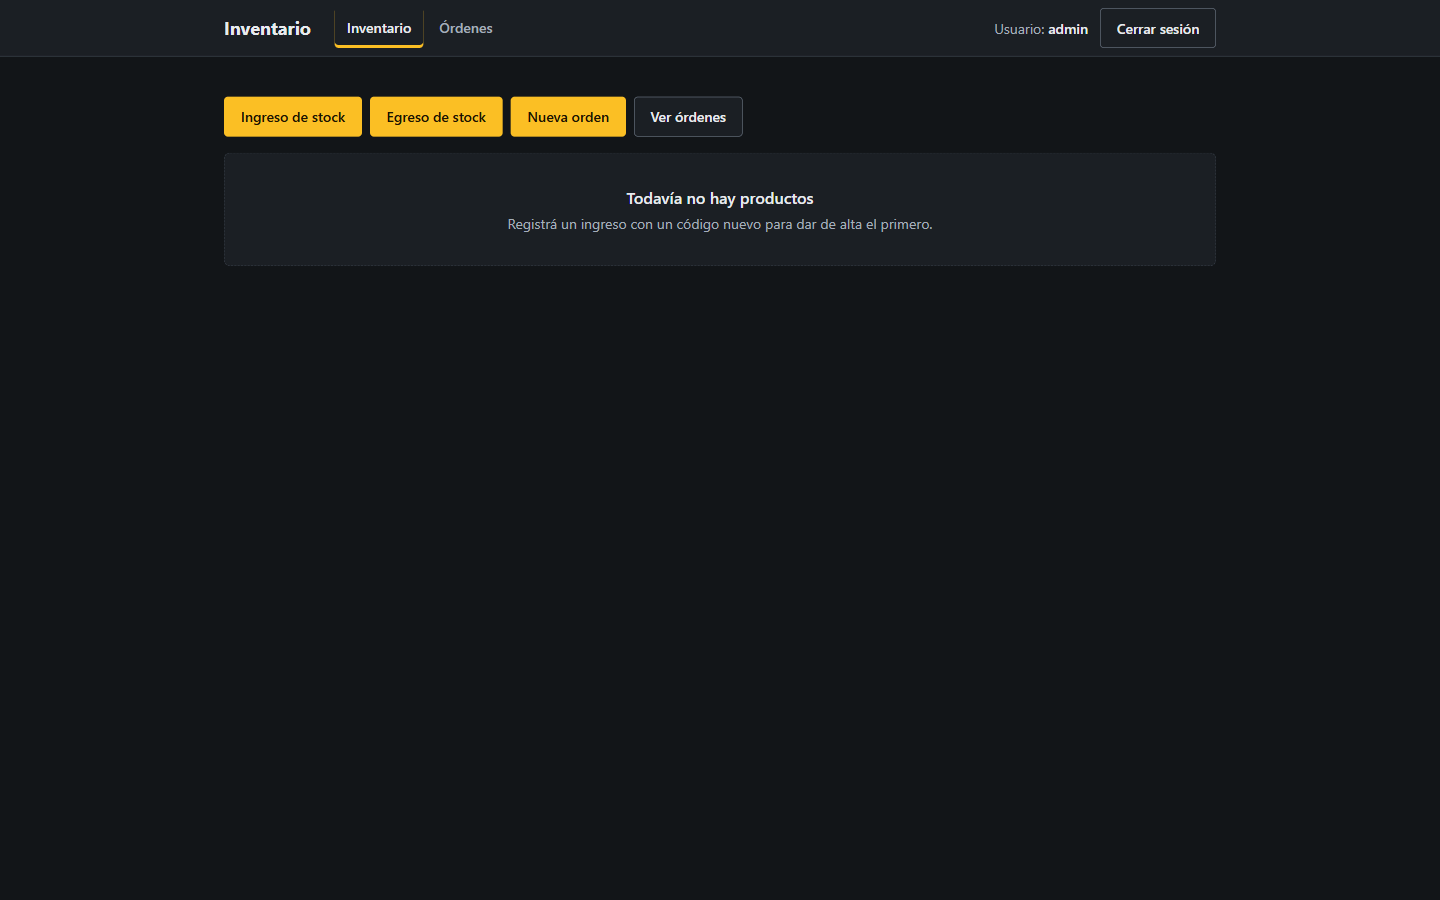 Inventario Inventario Órdenes Usuario: admin Cerrar sesión
Ingreso de stock Egreso de stock Nueva orden Ver órdenes
Todavía no hay productos
Registrá un ingreso con un código nuevo para dar de alta el primero.